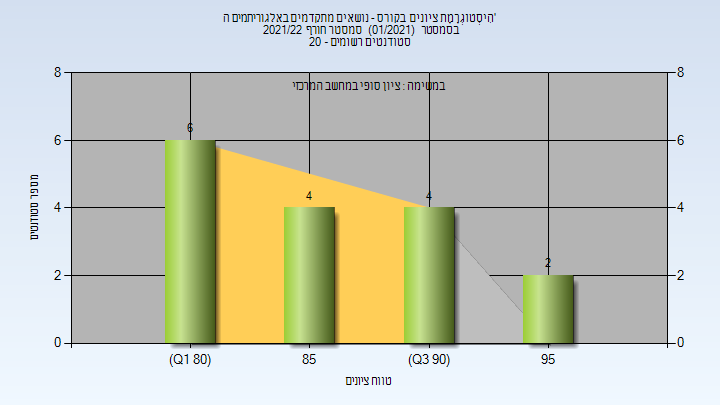 'הִיסְטוֹגְרַמַת ציונים בקורס - נושאים מתקדמים באלגוריתמים ה
בסמסטר (01/2021) סמסטר חורף 2021/22
סטודנטים רשומים - 20
במשימה : ציון סופי במחשב המרכזי
8
6
4
2
0
8
6
4
2
0
מספר סטודנטים
6
4
4
2
(Q1 80)
85
(Q3 90)
95
טווח ציונים